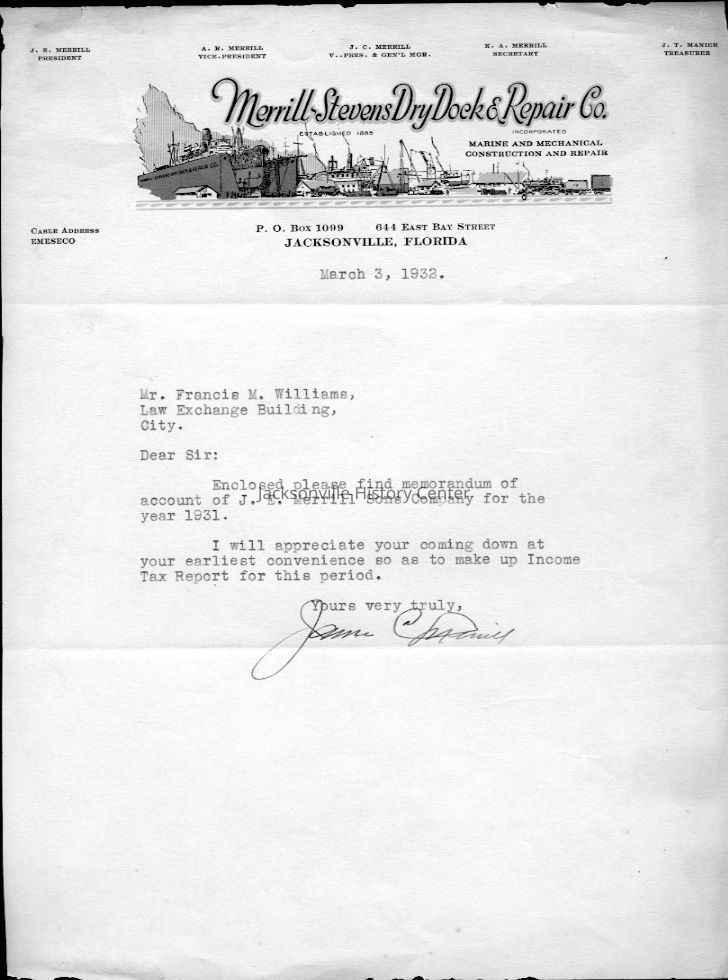 J. E. MERRILL
PRESIDENT
A. R. MERRILL
VICE-PRESIDENT
J. C. MERRILL
V.-PRES. & GEN'L MGR.
K. A. MERRILL
SECRETARY
J. T. MANIER
TREASURER
Merrill-Stevens Dry Dock & Repair Co.
ESTABLISHED 1885
INCORPORATED
MARINE AND MECHANICAL
CONSTRUCTION AND REPAIR
CABLE ADDRESS
EMESECO
P. O. BOX 1099 644 EAST BAY STREET
JACKSONVILLE, FLORIDA
March 3, 1932.
Mr. Francis M. Williams,
Law Exchange Building,
City.
Dear Sir:
Enclosed please find memorandum of
account of J. E. Merrill Sons Company for the
year 1931.
Jacksonville History Center
I will appreciate your coming down at
your earliest convenience so as to make up Income
Tax Report for this period.
Yours very truly,
James C Merrill